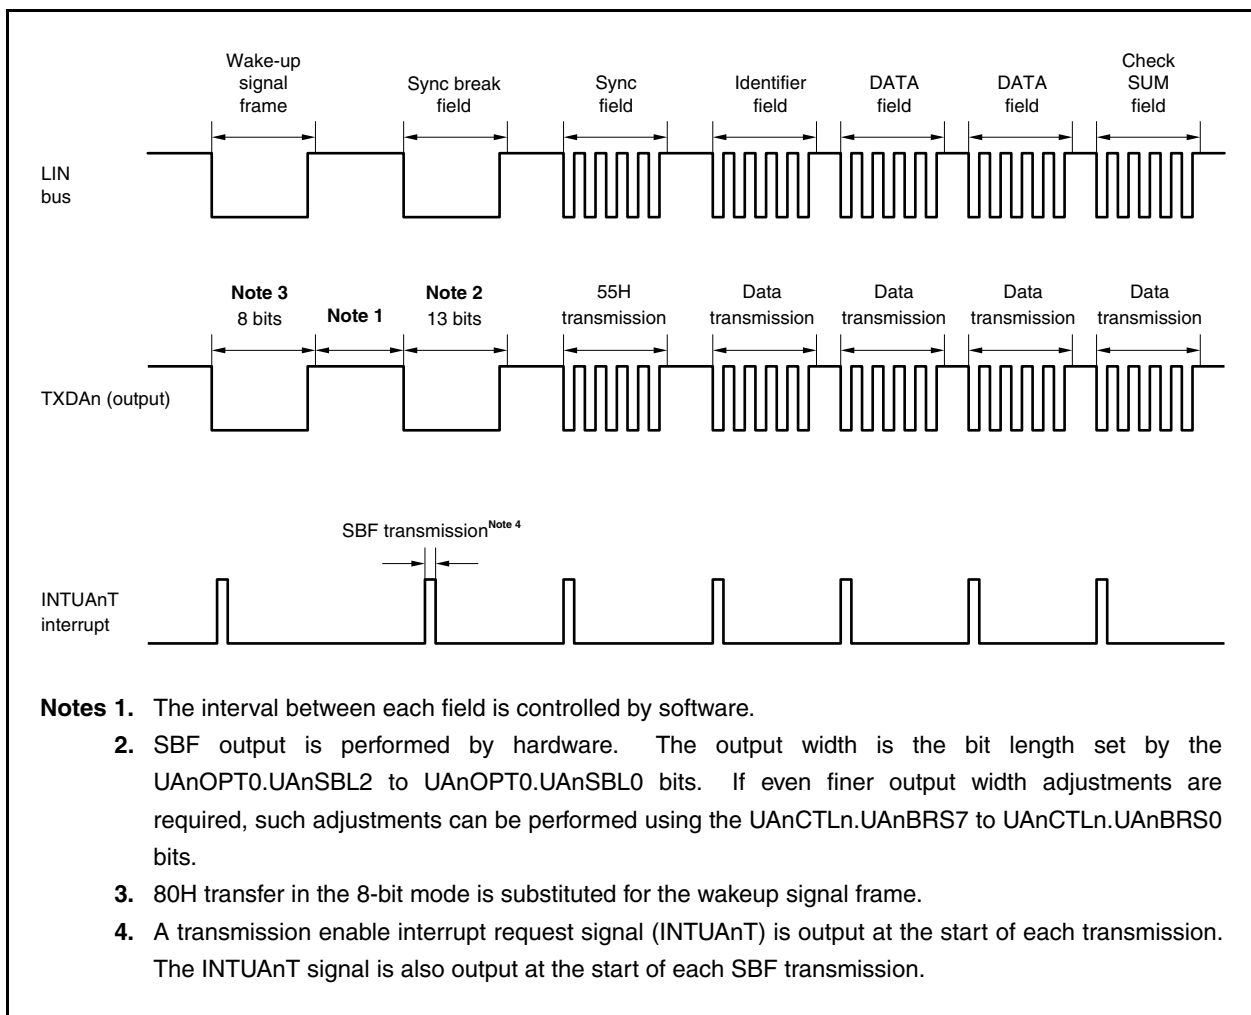 Wake-up
signal
frame
Sync break
field
Sync
field
Identifier
field
DATA
field
DATA
field
Check
SUM
field
LIN
bus
Note 3
8 bits
Note 1
Note 2
13 bits
55H
transmission
Data
transmission
Data
transmission
Data
transmission
Data
transmission
TXDAn (output)
SBF transmission Note 4
INTUAnT
interrupt
Notes 1. The interval between each field is controlled by software.
2. SBF output is performed by hardware. The output width is the bit length set by the
UAnOPT0.UAnSBL2 to UAnOPT0.UAnSBL0 bits. If even finer output width adjustments are
required, such adjustments can be performed using the UAnCTLn.UAnBRS7 to UAnCTLn.UAnBRS0
bits.
3. 80H transfer in the 8-bit mode is substituted for the wakeup signal frame.
4. A transmission enable interrupt request signal (INTUAnT) is output at the start of each transmission.
The INTUAnT signal is also output at the start of each SBF transmission.